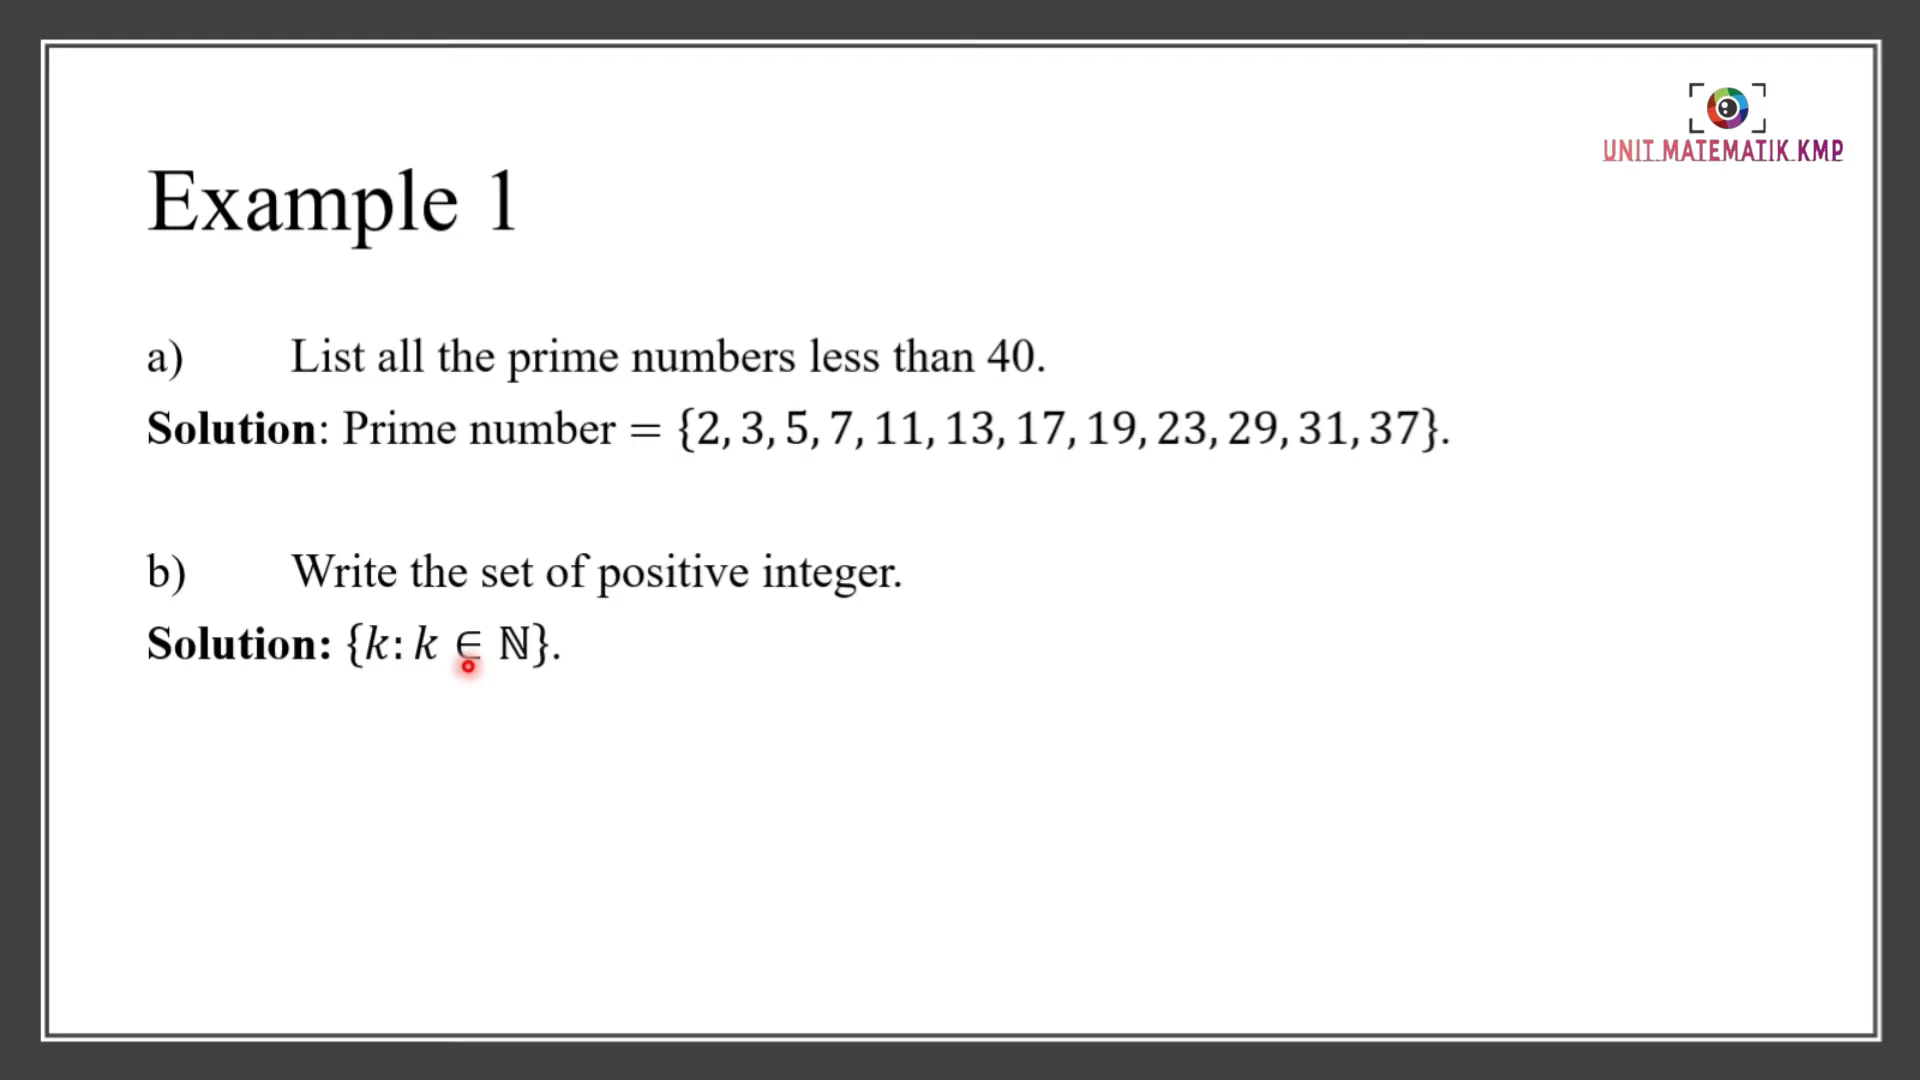 UNIT MATEMATIK KMP
Example 1
a) List all the prime numbers less than 40.
Solution: Prime number = {2, 3, 5, 7, 11, 13, 17, 19, 23, 29, 31, 37}.
b) Write the set of positive integer.
Solution: {k: k ∈ ℕ}.